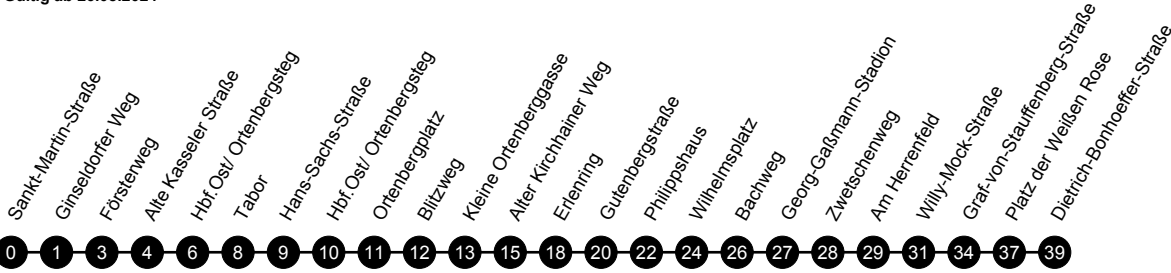 Sankt-Martin-Straße
Ginseldorfer Weg
Försterweg
Alte Kasseler Straße
Hbf.Ost/ Ortenbergsteg
Tabor
Hans-Sachs-Straße
Hbf.Ost/ Ortenbergsteg
Ortenbergplatz
Blitzweg
Kleine Ortenberggasse
Alter Kirchhainer Weg
Erlenring
Gutenbergstraße
Philippshaus
Wilhelmsplatz
Bachweg
Georg-Gaßmann-Stadion
Zwetschenweg
Am Herrenfeld
Willy-Mock-Straße
Graf-von-Stauffenberg-Straße
Platz der Weißen Rose
Dietrich-Bonhoeffer-Straße
0 1 3 4 6 8 9 10 11 12 13 15 18 20 22 24 26 27 28 29 31 34 37 39